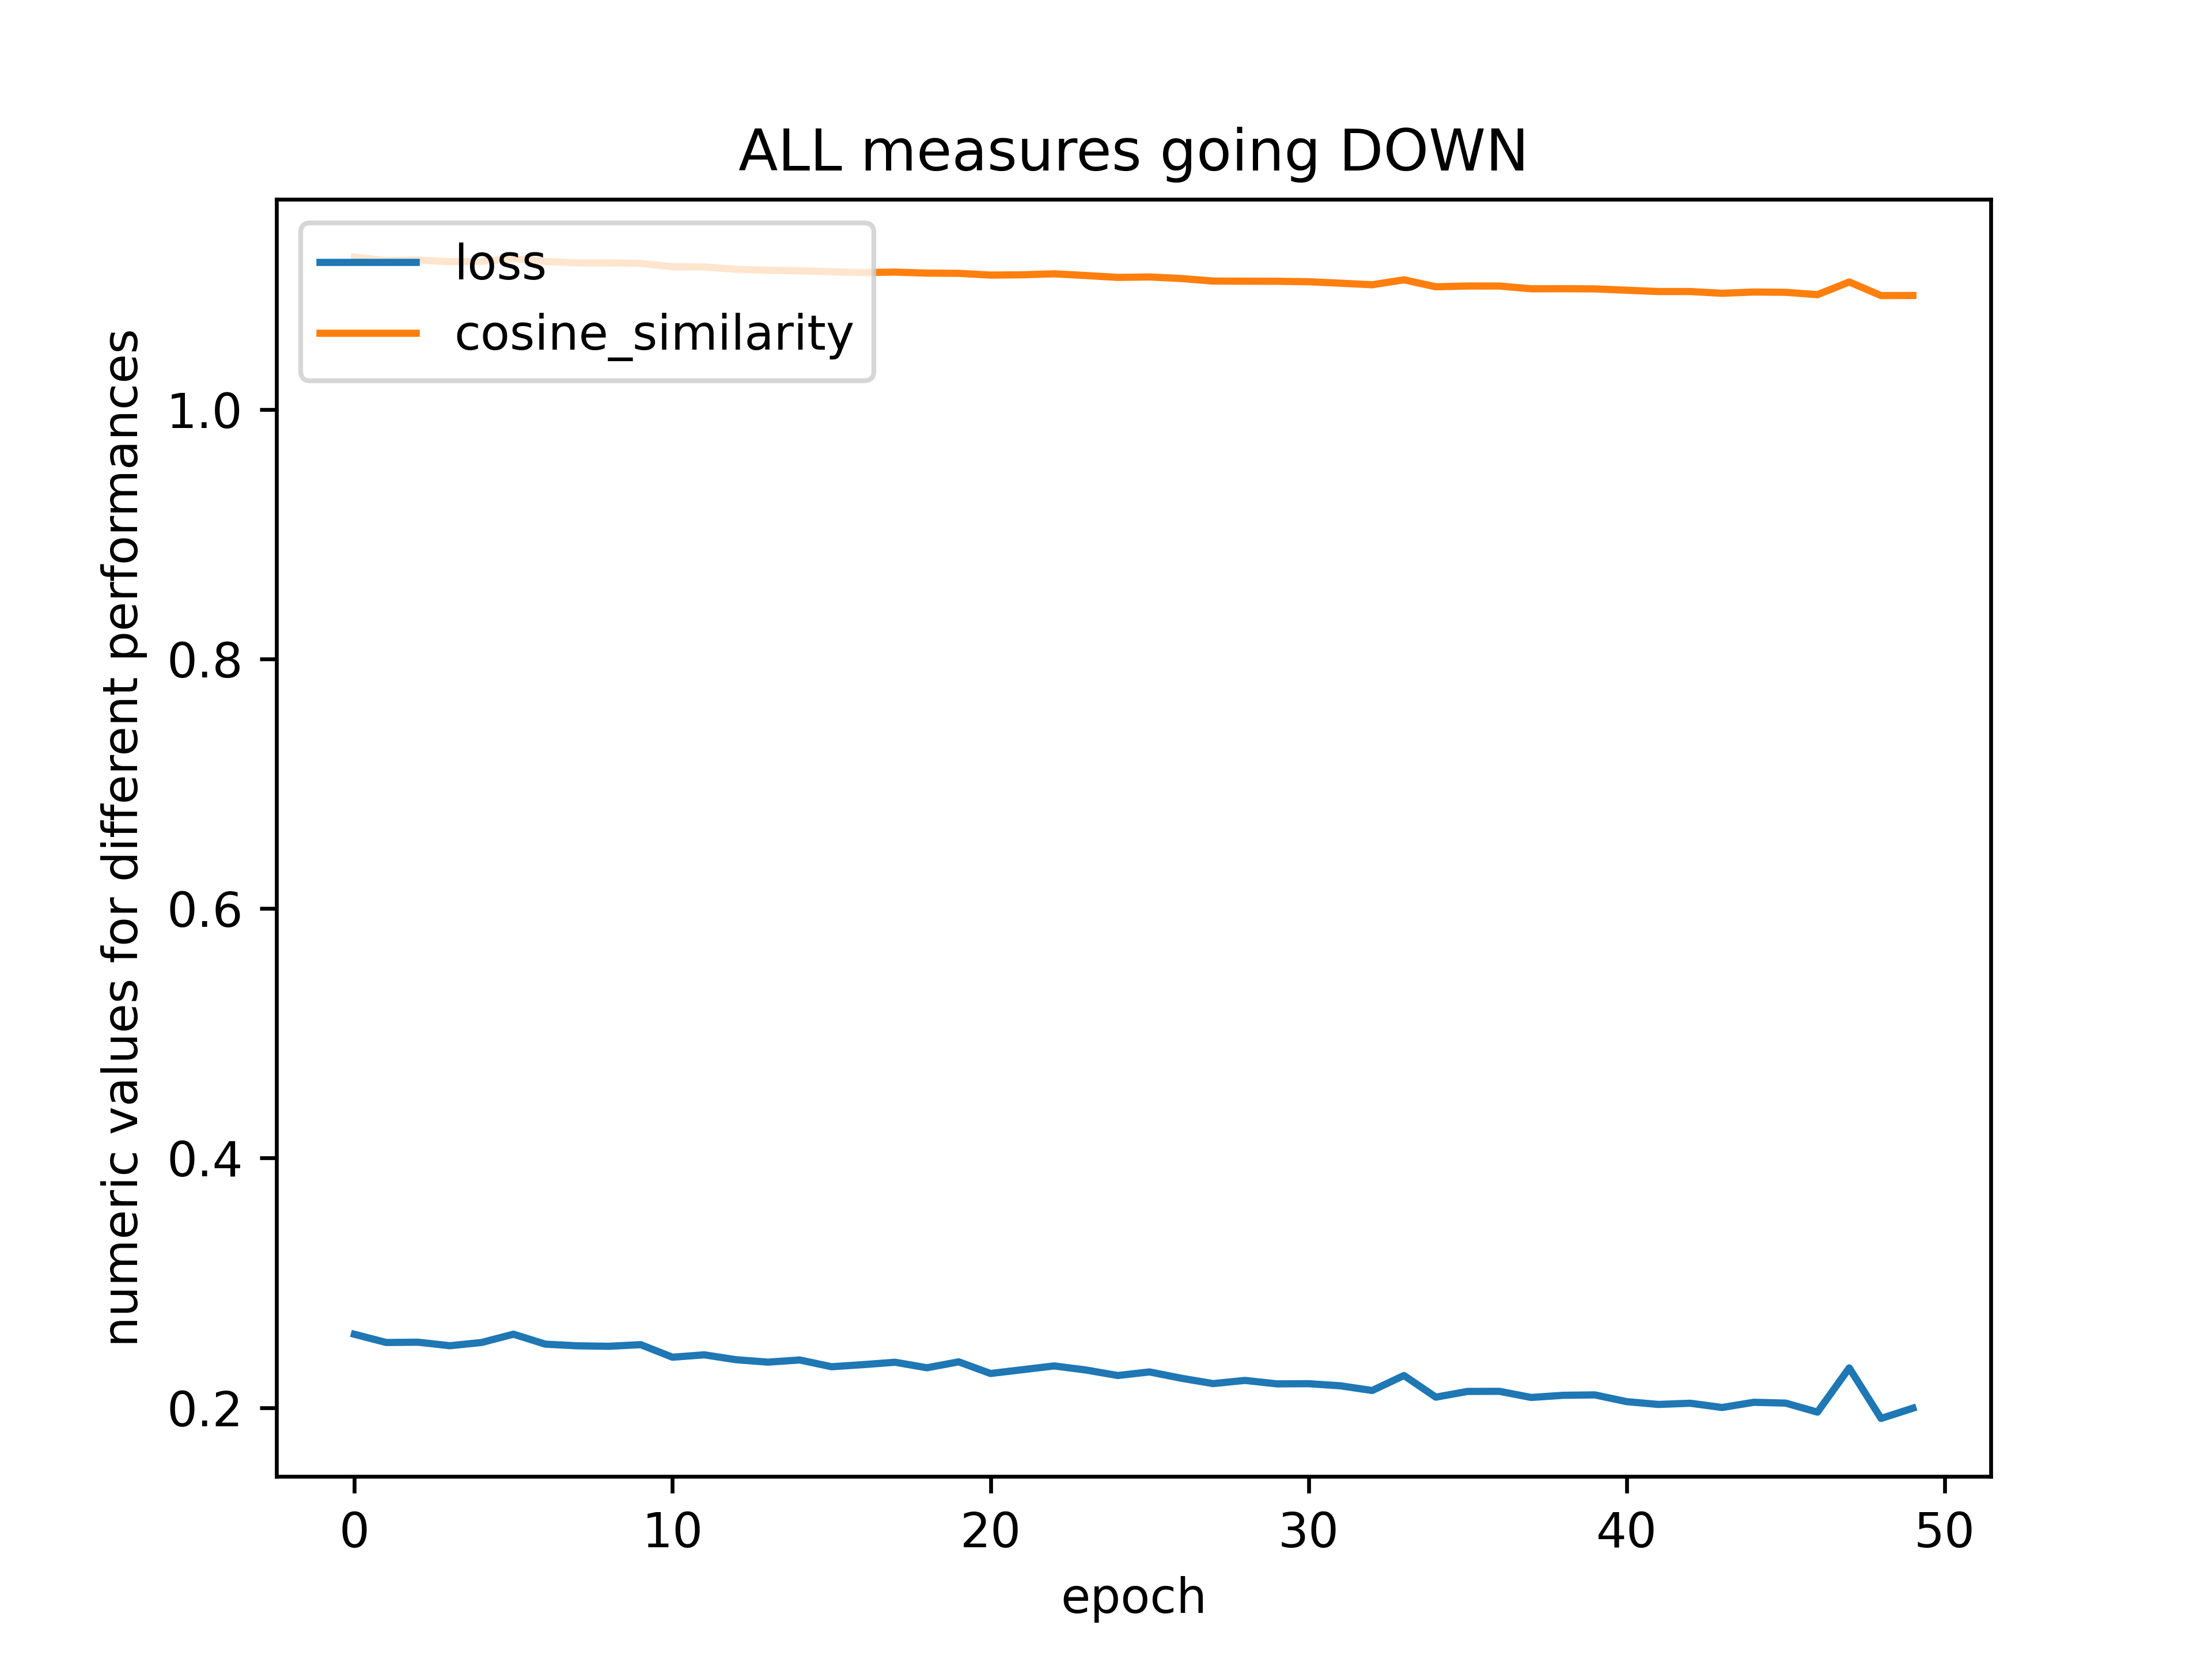 ALL measures going DOWN
loss
cosine_similarity
numeric values for different performances
1.0
0.8
0.6
0.4
0.2
0 10 20 30 40 50
epoch